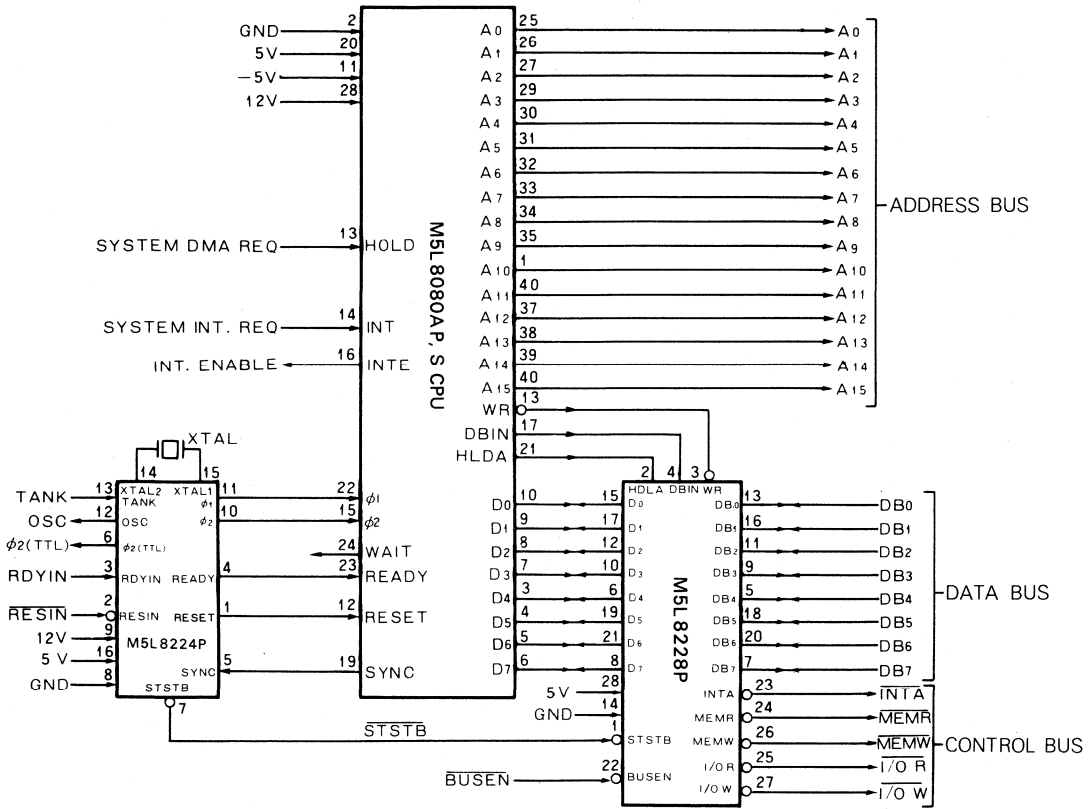 GND 2 A0 25 A0
5V 20 A1 26 A1
−5V 11 A2 27 A2
12V 28 A3 29 A3
A4 30 A4
A5 31 A5
A6 32 A6
A7 33 A7
ADDRESS BUS
A8 34 A8
SYSTEM DMA REQ 13 HOLD A9 35 A9
A10 1 A10
A11 40 A11
M5L8080AP, S CPU
SYSTEM INT. REQ 14 INT A12 37 A12
A13 38 A13
INT. ENABLE 16 INTE A14 39 A14
A15 40 A15
WR 13
DBIN 17
HLDA 21
XTAL
14 15
2 4 3
XTAL2 XTAL1
HDLA DBIN WR
TANK 13 TANK ϕ1 11 22 ϕ1 D0 10 15 D0 DB0 13 DB0
OSC 12 OSC ϕ2 10 15 ϕ2 D1 9 17 D1 DB1 16 DB1
ϕ2(TTL) 6 ϕ2(TTL) 24 WAIT D2 8 12 D2 DB2 11 DB2
RDYIN 3 RDYIN READY 4 23 READY D3 7 10 D3 DB3 9 DB3
DATA BUS
RESIN 2 RESIN RESET 1 12 RESET D4 3 6 D4 DB4 5 DB4
12V 9 D5 4 19 D5 DB5 18 DB5
M5L8224P
M5L8228P
5V 16 D6 5 21 D6 DB6 20 DB6
GND 8 SYNC 5 19 SYNC D7 6 8 D7 DB7 7 DB7
STSTB
7
5V 28 INTA 23 INTA
GND 14 MEMR 24 MEMR
STSTB 1 STSTB MEMW 26 MEMW
CONTROL BUS
I/O R 25 I/O R
BUSEN 22 BUSEN I/O W 27 I/O W